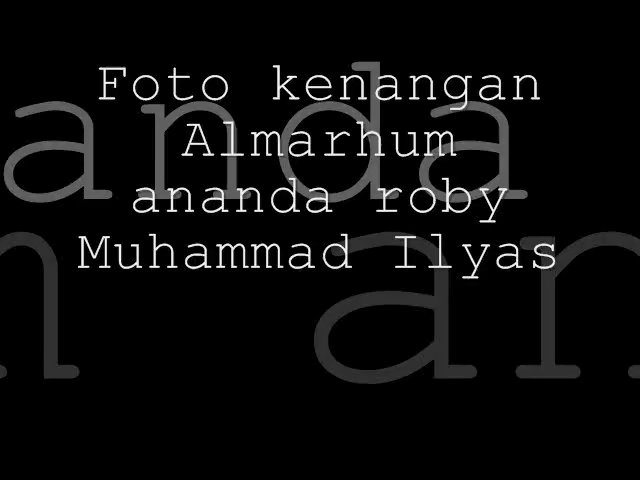 Foto kenangan
Almarhum
ananda roby
Muhammad Ilyas